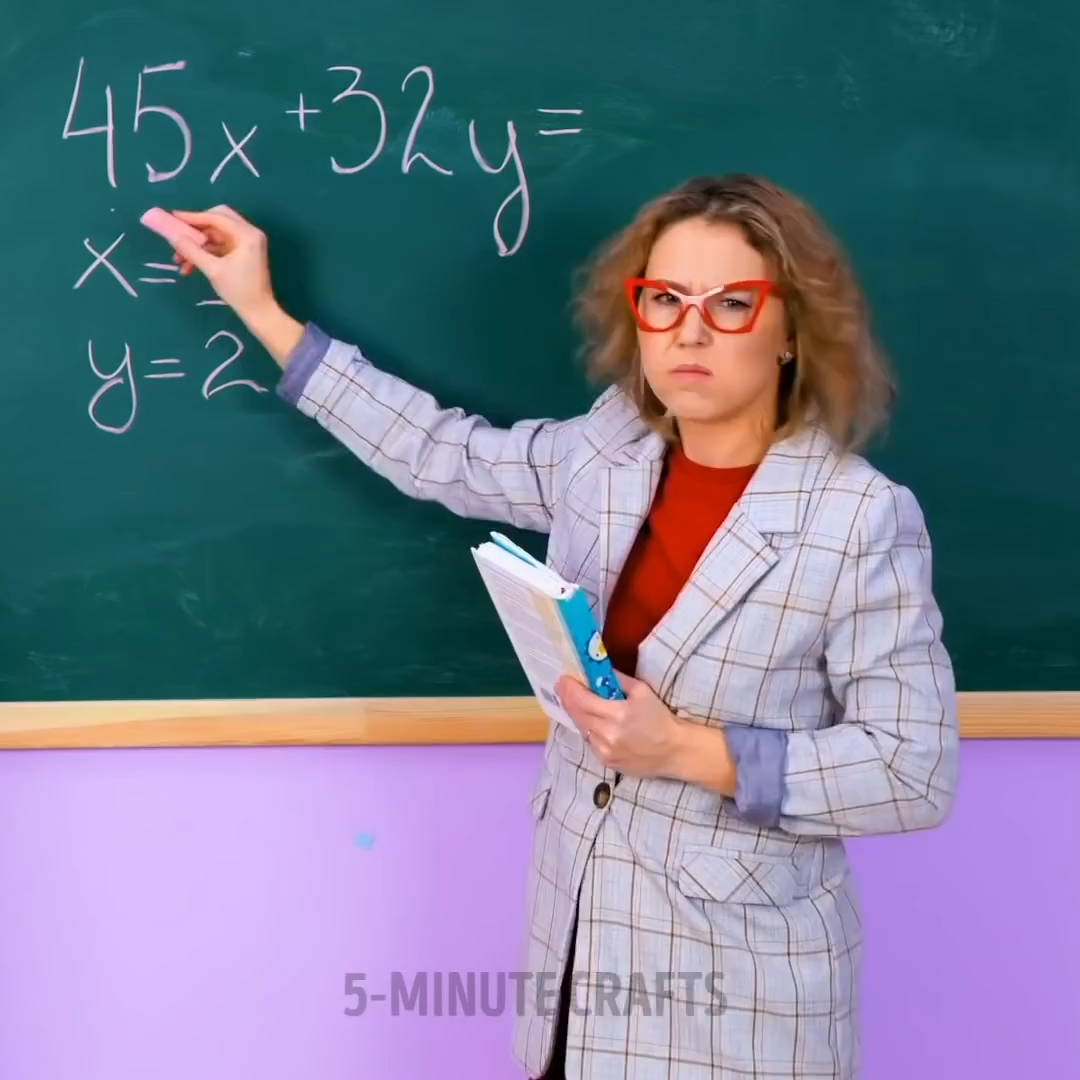 45x+32y=
x=
y=2
5-MINUTE CRAFTS